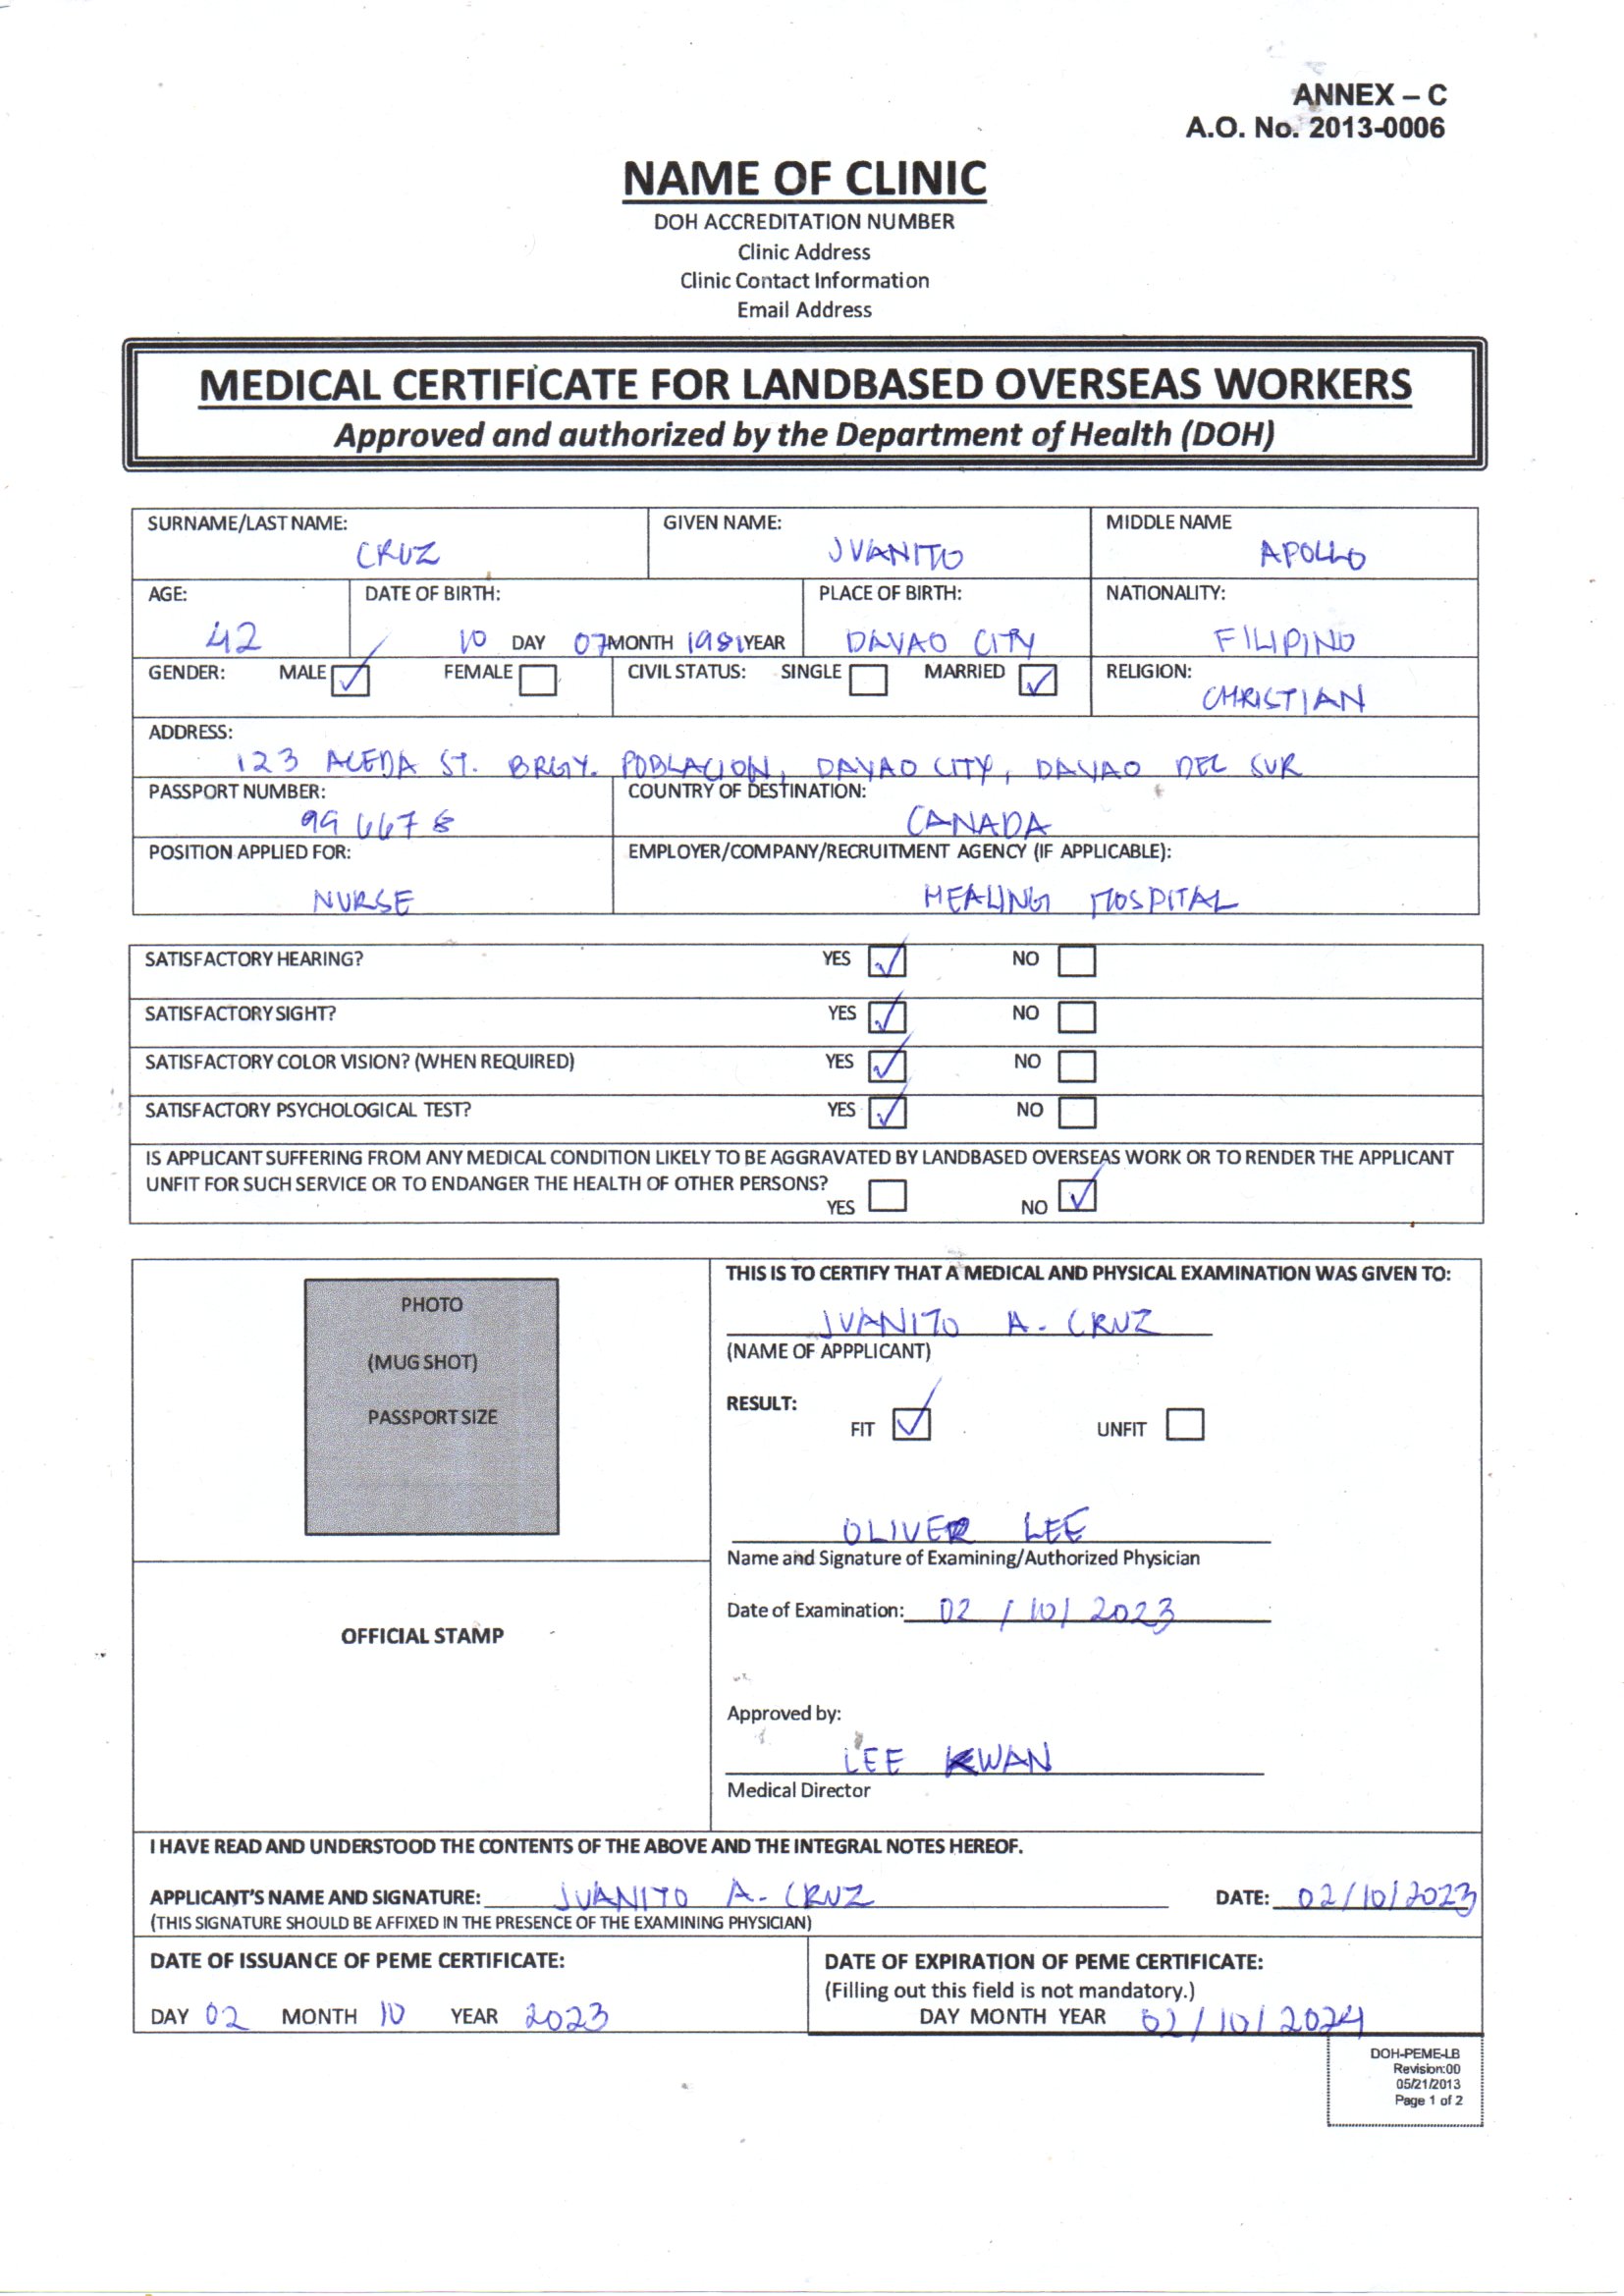 ANNEX – C
A.O. No. 2013-0006
NAME OF CLINIC
DOH ACCREDITATION NUMBER
Clinic Address
Clinic Contact Information
Email Address
MEDICAL CERTIFICATE FOR LANDBASED OVERSEAS WORKERS
Approved and authorized by the Department of Health (DOH)
SURNAME/LAST NAME: GIVEN NAME: MIDDLE NAME
CRUZ JUANITO APOLLO
AGE: DATE OF BIRTH: PLACE OF BIRTH: NATIONALITY:
42 10 DAY 07 MONTH 1981 YEAR DAVAO CITY FILIPINO
GENDER: MALE FEMALE CIVIL STATUS: SINGLE MARRIED RELIGION:
CHRISTIAN
ADDRESS:
123 ACEDA ST. BRGY. POBLACION, DAVAO CITY, DAVAO DEL SUR
PASSPORT NUMBER: COUNTRY OF DESTINATION:
996678 CANADA
POSITION APPLIED FOR: EMPLOYER/COMPANY/RECRUITMENT AGENCY (IF APPLICABLE):
NURSE HEALING HOSPITAL
SATISFACTORY HEARING? YES NO
SATISFACTORY SIGHT? YES NO
SATISFACTORY COLOR VISION? (WHEN REQUIRED) YES NO
SATISFACTORY PSYCHOLOGICAL TEST? YES NO
IS APPLICANT SUFFERING FROM ANY MEDICAL CONDITION LIKELY TO BE AGGRAVATED BY LANDBASED OVERSEAS WORK OR TO RENDER THE APPLICANT
UNFIT FOR SUCH SERVICE OR TO ENDANGER THE HEALTH OF OTHER PERSONS?
YES NO
PHOTO
(MUG SHOT)
PASSPORT SIZE
OFFICIAL STAMP
THIS IS TO CERTIFY THAT A MEDICAL AND PHYSICAL EXAMINATION WAS GIVEN TO:
JUANITO A. CRUZ
(NAME OF APPPLICANT)
RESULT:
FIT UNFIT
OLIVER LEE
Name and Signature of Examining/Authorized Physician
Date of Examination: 02 / 10 / 2023
Approved by:
LEE KWAN
Medical Director
I HAVE READ AND UNDERSTOOD THE CONTENTS OF THE ABOVE AND THE INTEGRAL NOTES HEREOF.
APPLICANT'S NAME AND SIGNATURE: JUANITO A. CRUZ DATE: 02/10/2023
(THIS SIGNATURE SHOULD BE AFFIXED IN THE PRESENCE OF THE EXAMINING PHYSICIAN)
DATE OF ISSUANCE OF PEME CERTIFICATE: DATE OF EXPIRATION OF PEME CERTIFICATE:
(Filling out this field is not mandatory.)
DAY 02 MONTH 10 YEAR 2023 DAY MONTH YEAR 02/10/2024
DOH-PEME-LB
Revision:00
05/21/2013
Page 1 of 2